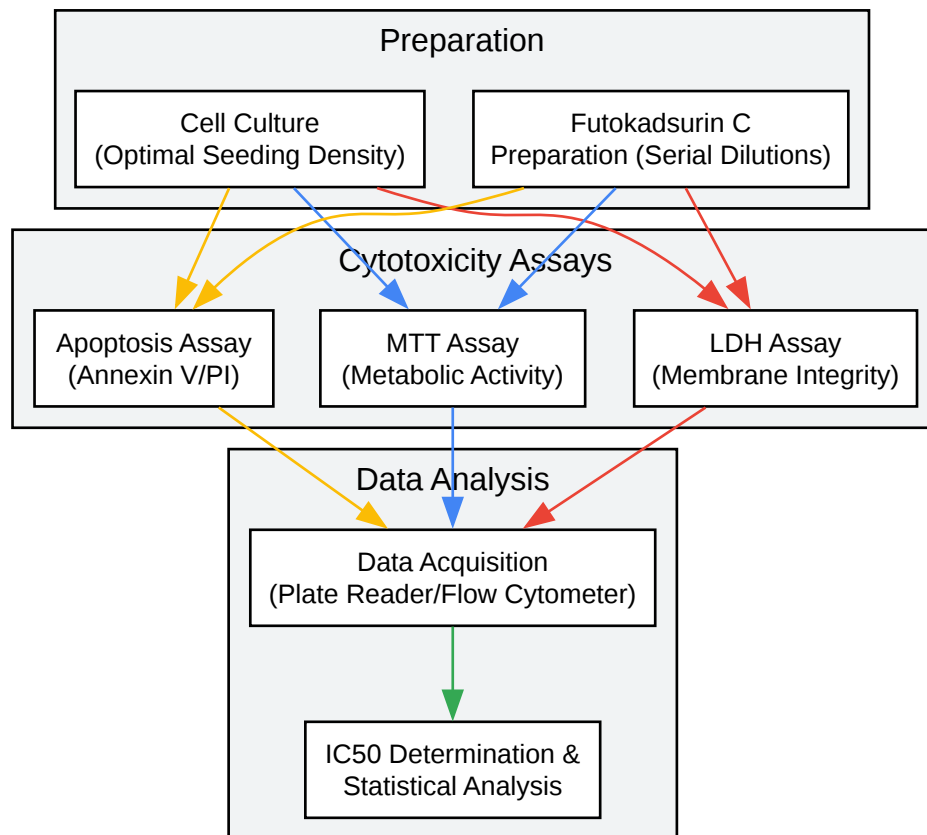 Preparation
Cell Culture
(Optimal Seeding Density)
Futokadsurin C
Preparation (Serial Dilutions)
Cytotoxicity Assays
Apoptosis Assay
(Annexin V/PI)
MTT Assay
(Metabolic Activity)
LDH Assay
(Membrane Integrity)
Data Analysis
Data Acquisition
(Plate Reader/Flow Cytometer)
IC50 Determination &
Statistical Analysis